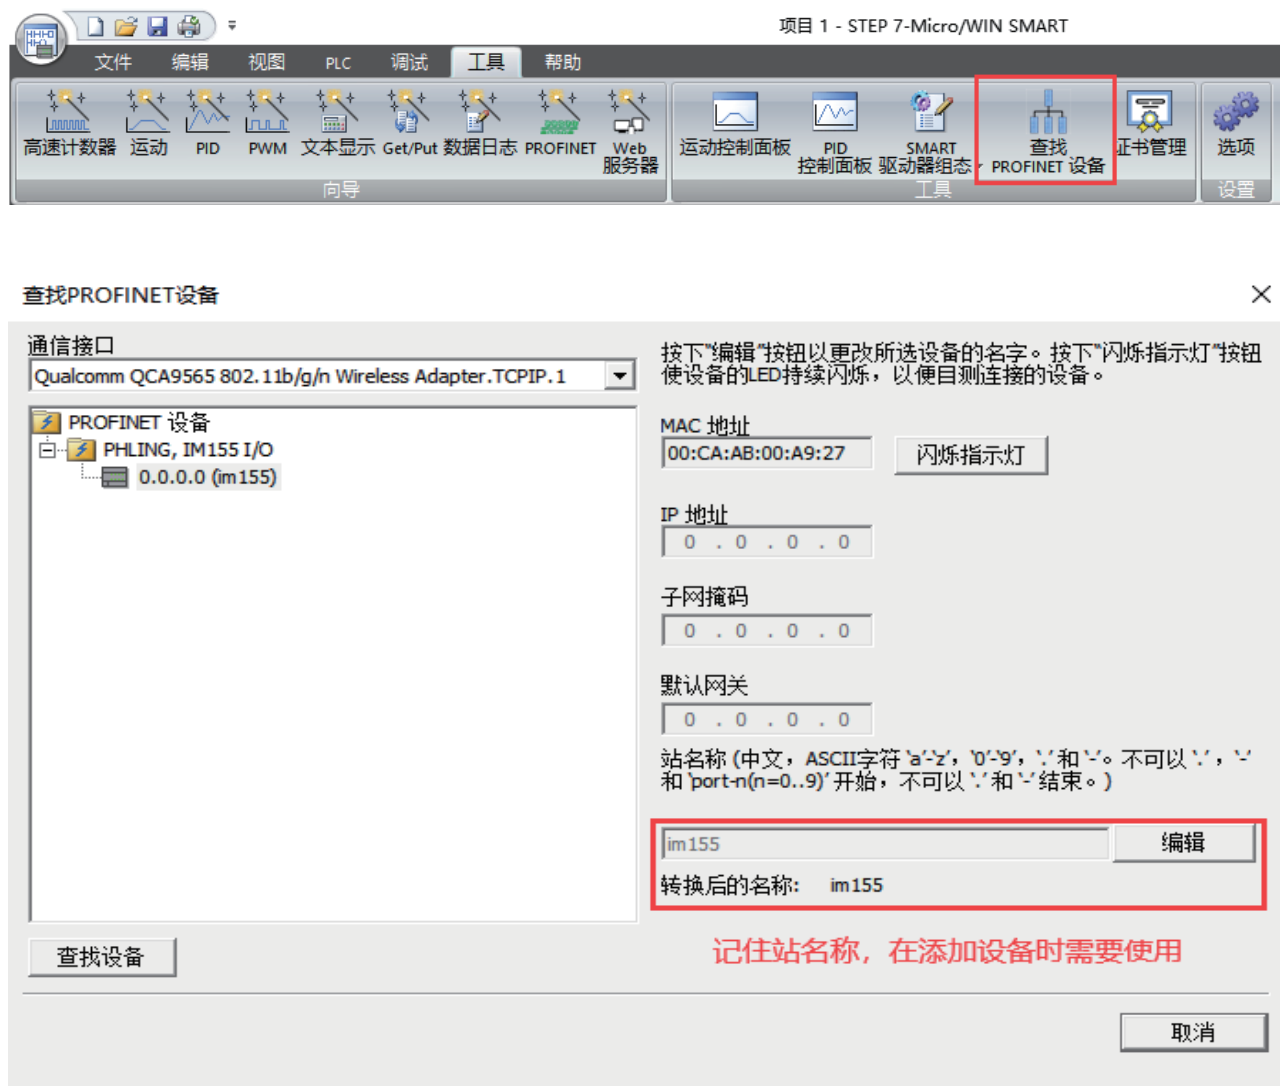 项目 1 - STEP 7-Micro/WIN SMART
文件 编辑 视图 PLC 调试 工具 帮助
高速计数器 运动 PID PWM 文本显示 Get/Put 数据日志 PROFINET Web 服务器 运动控制面板 PID 控制面板 SMART 驱动器组态 查找 PROFINET 设备 证书管理 选项
向导 工具 设置
查找PROFINET设备
通信接口
Qualcomm QCA9565 802.11b/g/n Wireless Adapter.TCPIP.1
PROFINET 设备
PHLING, IM155 I/O
0.0.0.0 (im155)
查找设备
按下"编辑"按钮以更改所选设备的名字。按下"闪烁指示灯"按钮
使设备的LED持续闪烁，以便目测连接的设备。
MAC 地址
00:CA:AB:00:A9:27 闪烁指示灯
IP 地址
0 . 0 . 0 . 0
子网掩码
0 . 0 . 0 . 0
默认网关
0 . 0 . 0 . 0
站名称 (中文，ASCII字符 'a'-'z'，'0'-'9'，'.' 和 '-'。不可以 '.'，'-'
和 'port-n(n=0..9)' 开始，不可以 '.' 和 '-' 结束。)
im155 编辑
转换后的名称: im155
记住站名称，在添加设备时需要使用
取消